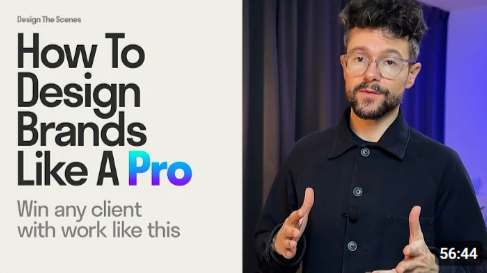 Design The Scenes
How To
Design
Brands
Like A Pro
Win any client
with work like this
56:44